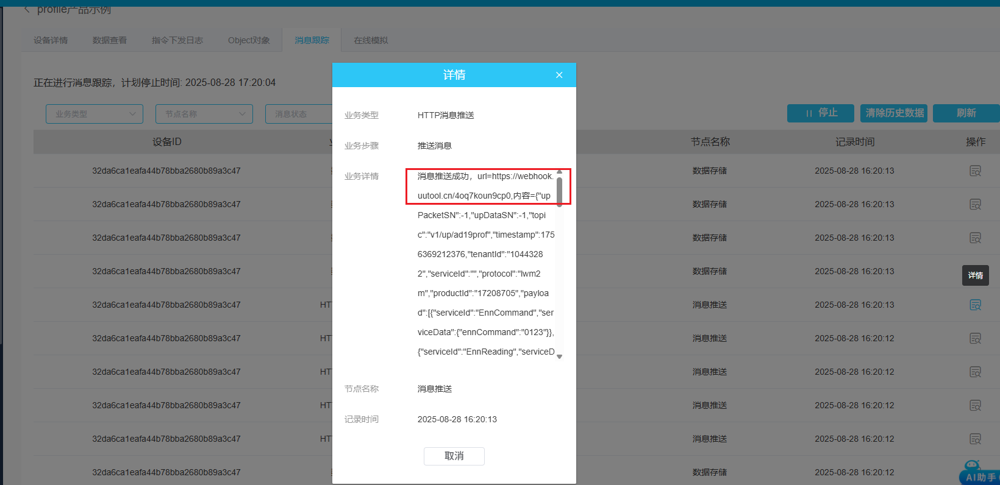 profile产品示例
设备详情 数据查看 指令下发日志 Object对象 消息跟踪 在线模拟
正在进行消息跟踪，计划停止时间: 2025-08-28 17:20:04
业务类型 节点名称 消息状态 停止 清除历史数据 刷新
设备ID 节点名称 记录时间 操作
32da6ca1eafa44b78bba2680b89a3c47 数据存储 2025-08-28 16:20:13
32da6ca1eafa44b78bba2680b89a3c47 数据存储 2025-08-28 16:20:13
32da6ca1eafa44b78bba2680b89a3c47 数据存储 2025-08-28 16:20:13
32da6ca1eafa44b78bba2680b89a3c47 数据存储 2025-08-28 16:20:13
详情
32da6ca1eafa44b78bba2680b89a3c47 HT 消息推送 2025-08-28 16:20:13
32da6ca1eafa44b78bba2680b89a3c47 HT 消息推送 2025-08-28 16:20:12
32da6ca1eafa44b78bba2680b89a3c47 HT 消息推送 2025-08-28 16:20:12
32da6ca1eafa44b78bba2680b89a3c47 HT 消息推送 2025-08-28 16:20:12
32da6ca1eafa44b78bba2680b89a3c47 HT 消息推送 2025-08-28 16:20:12
32da6ca1eafa44b78bba2680b89a3c47 数据存储 2025-08-28 16:20:12
AI助手
详情
业务类型 HTTP消息推送
业务步骤 推送消息
业务详情 消息推送成功，url=https://webhook.
uutool.cn/4oq7koun9cp0,内容={"up
PacketSN":-1,"upDataSN":-1,"topi
c":"v1/up/ad19prof","timestamp":175
6369212376,"tenantId":"1044328
2","serviceId":"","protocol":"lwm2
m","productId":"17208705","payloa
d":[{"serviceId":"EnnCommand","ser
viceData":{"ennCommand":"0123"}},
{"serviceId":"EnnReading","serviceD
节点名称 消息推送
记录时间 2025-08-28 16:20:13
取消